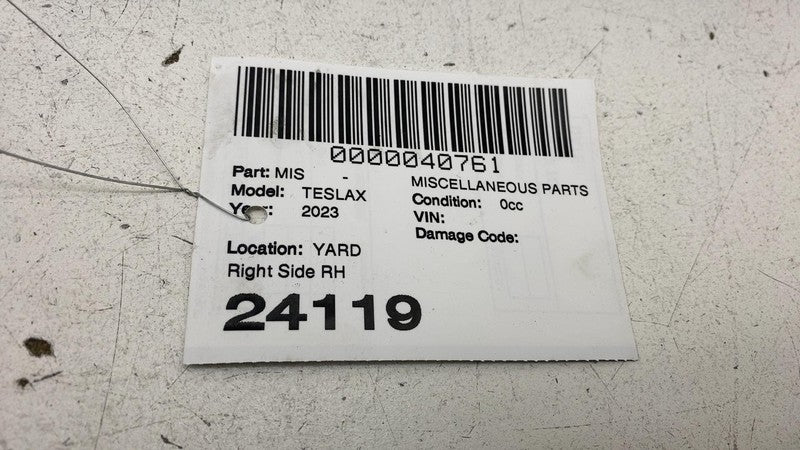 0000040761
Part: MIS - MISCELLANEOUS PARTS
Model: TESLAX Condition: 0cc
2023 VIN:
Damage Code:
Location: YARD
Right Side RH
24119